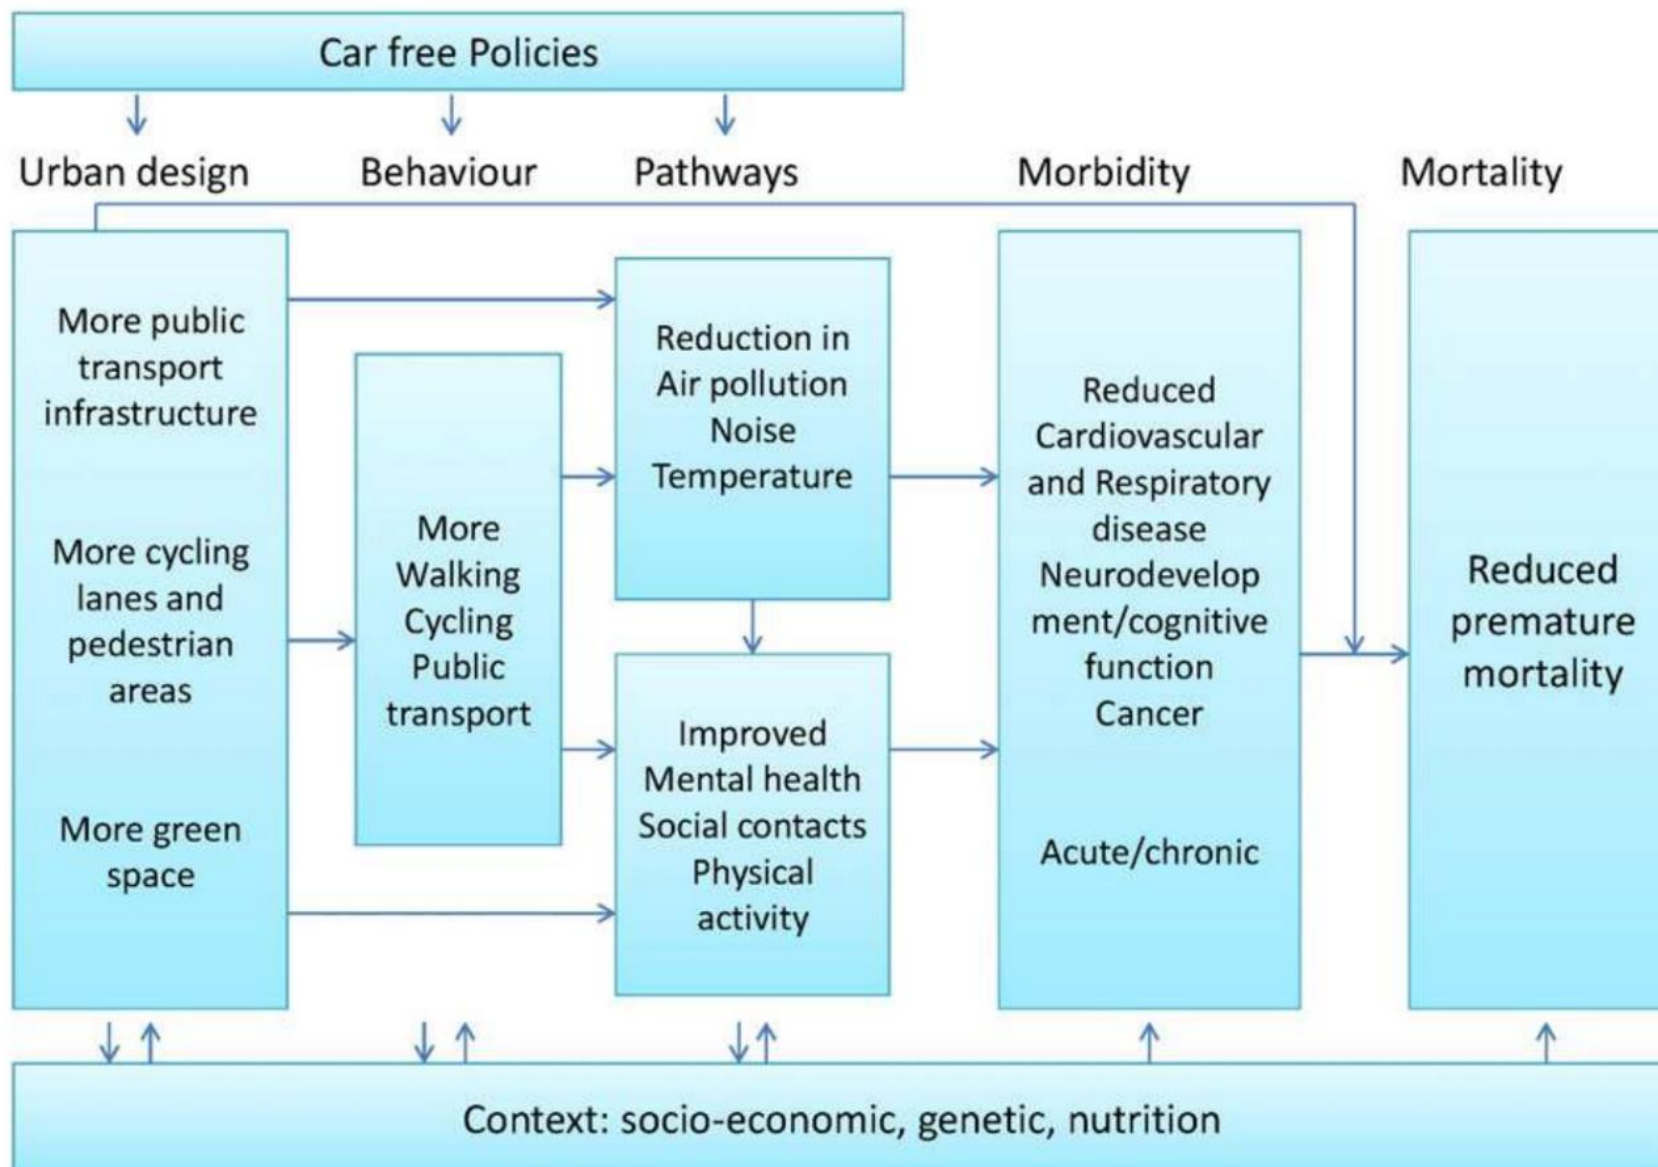 Car free Policies
Urban design
Behaviour
Pathways
Morbidity
Mortality
More public
transport
infrastructure
More cycling
lanes and
pedestrian
areas
More green
space
More
Walking
Cycling
Public
transport
Reduction in
Air pollution
Noise
Temperature
Improved
Mental health
Social contacts
Physical
activity
Reduced
Cardiovascular
and Respiratory
disease
Neurodevelop
ment/cognitive
function
Cancer
Acute/chronic
Reduced
premature
mortality
Context: socio-economic, genetic, nutrition